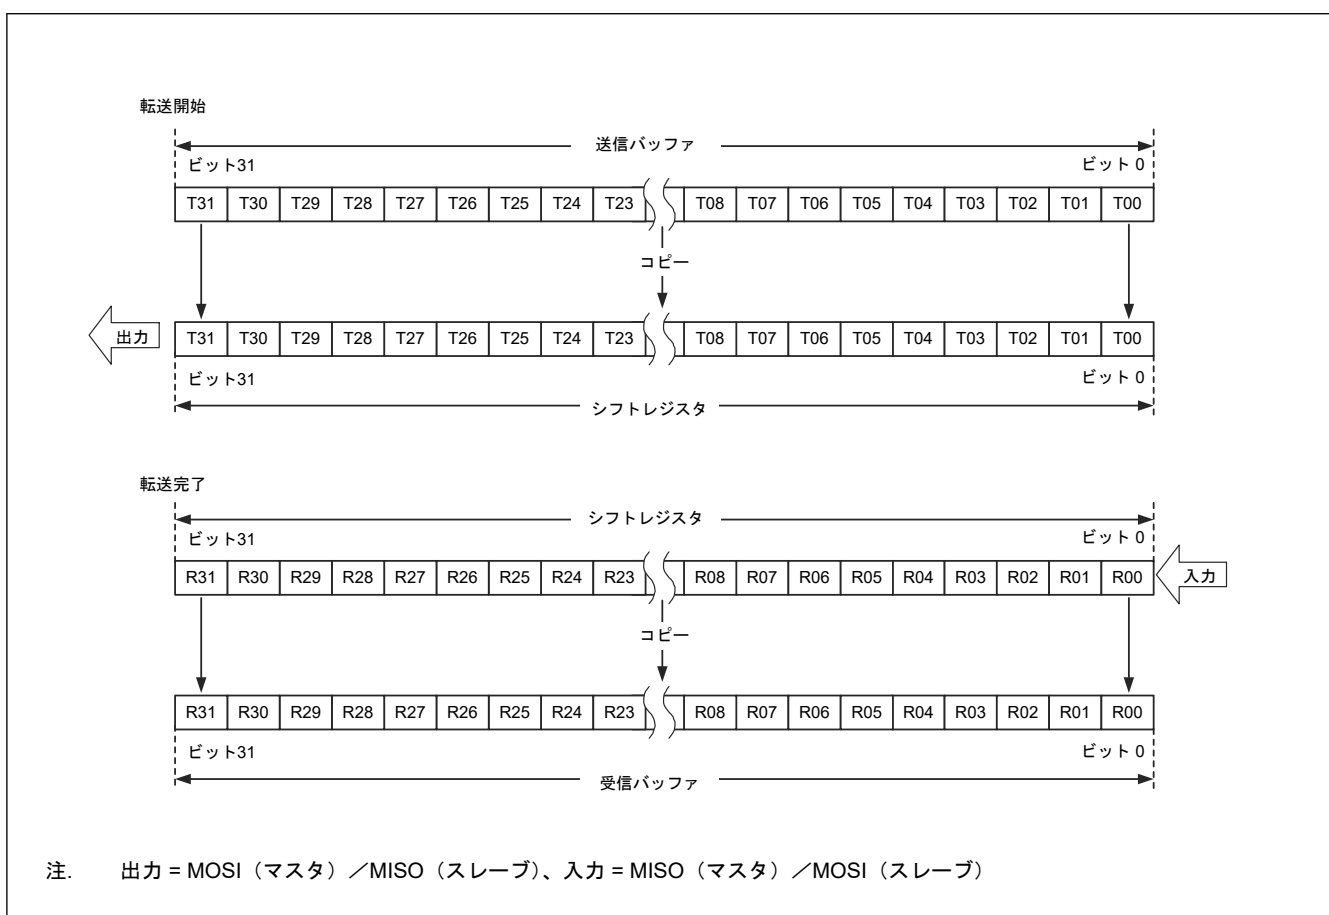 転送開始
送信バッファ
ビット31 ビット 0
T31 T30 T29 T28 T27 T26 T25 T24 T23 T08 T07 T06 T05 T04 T03 T02 T01 T00
コピー
出力 T31 T30 T29 T28 T27 T26 T25 T24 T23 T08 T07 T06 T05 T04 T03 T02 T01 T00
ビット31 ビット 0
シフトレジスタ
転送完了
シフトレジスタ
ビット31 ビット 0
R31 R30 R29 R28 R27 R26 R25 R24 R23 R08 R07 R06 R05 R04 R03 R02 R01 R00 入力
コピー
R31 R30 R29 R28 R27 R26 R25 R24 R23 R08 R07 R06 R05 R04 R03 R02 R01 R00
ビット31 ビット 0
受信バッファ
注. 出力 = MOSI（マスタ）／MISO（スレーブ）、入力 = MISO（マスタ）／MOSI（スレーブ）